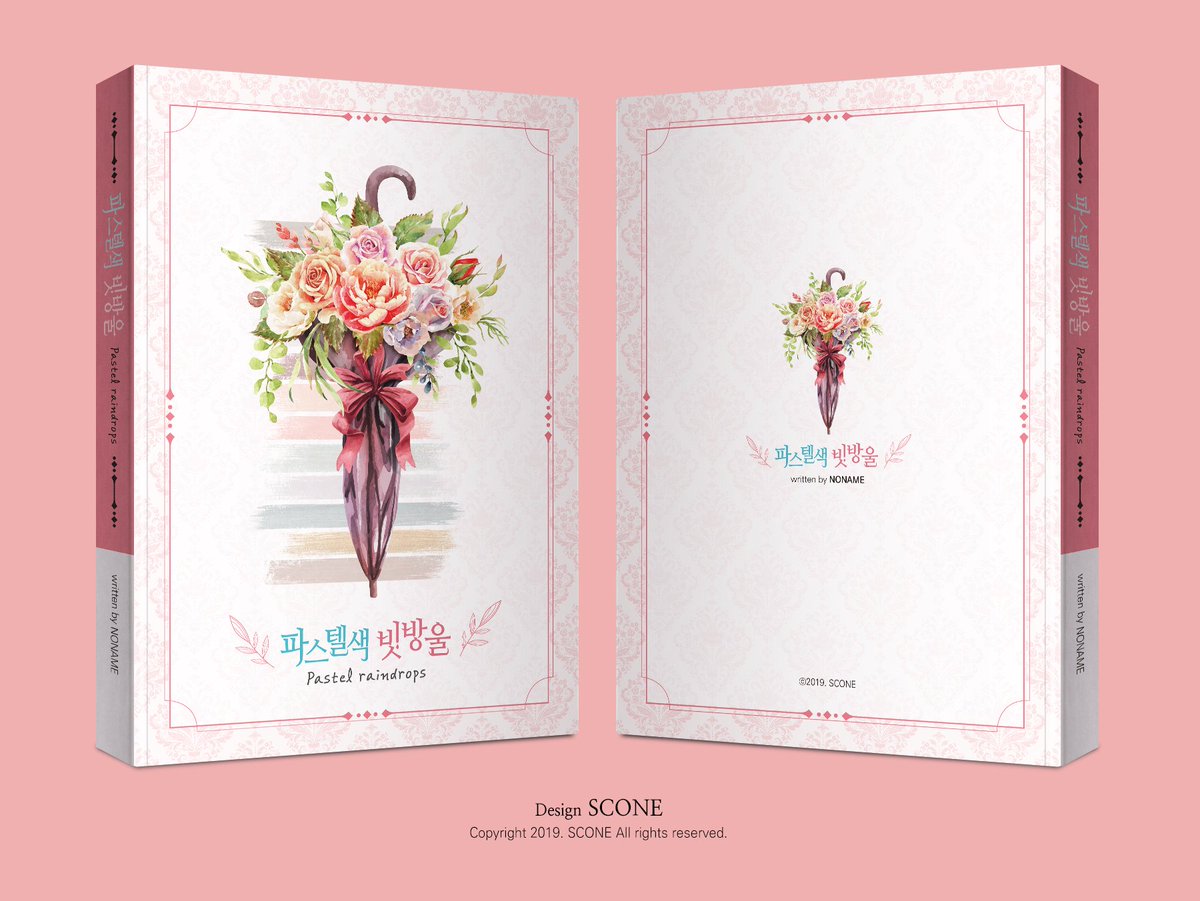 파스텔색 빗방울 Pastel raindrops
written by NONAME
파스텔색 빗방울
Pastel raindrops
파스텔색 빗방울
written by NONAME
ⓒ2019. SCONE
파스텔색 빗방울 Pastel raindrops
written by NONAME
Design SCONE
Copyright 2019. SCONE All rights reserved.